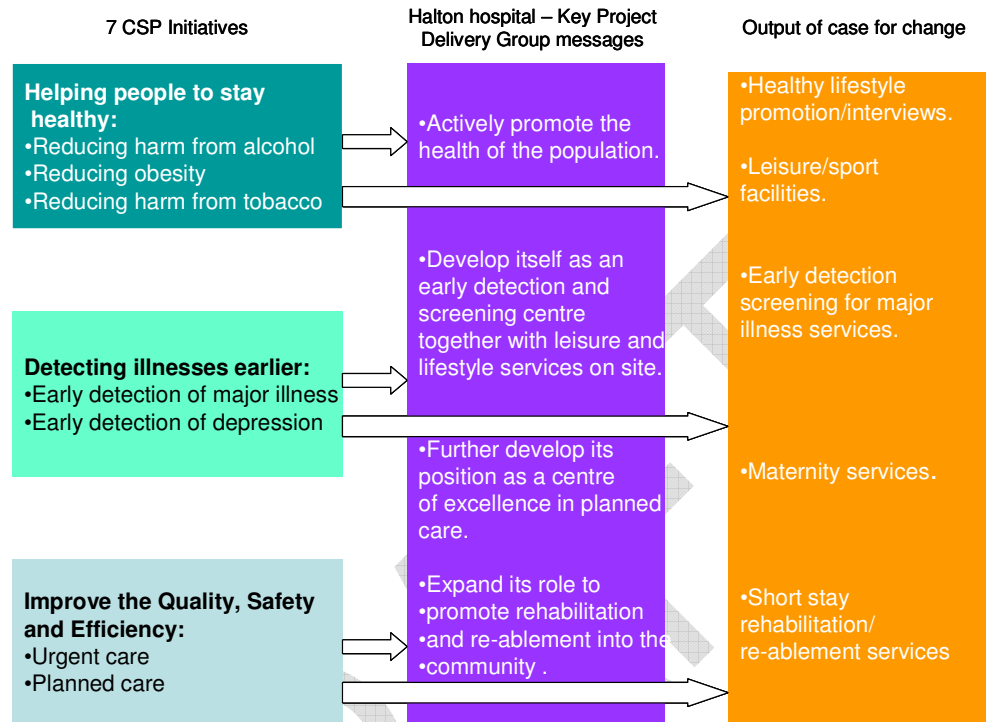 7 CSP Initiatives
Halton hospital – Key Project
Delivery Group messages
Output of case for change
Helping people to stay
healthy:
•Reducing harm from alcohol
•Reducing obesity
•Reducing harm from tobacco
Detecting illnesses earlier:
•Early detection of major illness
•Early detection of depression
Improve the Quality, Safety
and Efficiency:
•Urgent care
•Planned care
•Actively promote the
health of the population.
•Develop itself as an
early detection and
screening centre
together with leisure and
lifestyle services on site.
•Further develop its
position as a centre
of excellence in planned
care.
•Expand its role to
•promote rehabilitation
•and re-ablement into the
•community .
•Healthy lifestyle
promotion/interviews.
•Leisure/sport
facilities.
•Early detection
screening for major
illness services.
•Maternity services.
•Short stay
rehabilitation/
re-ablement services